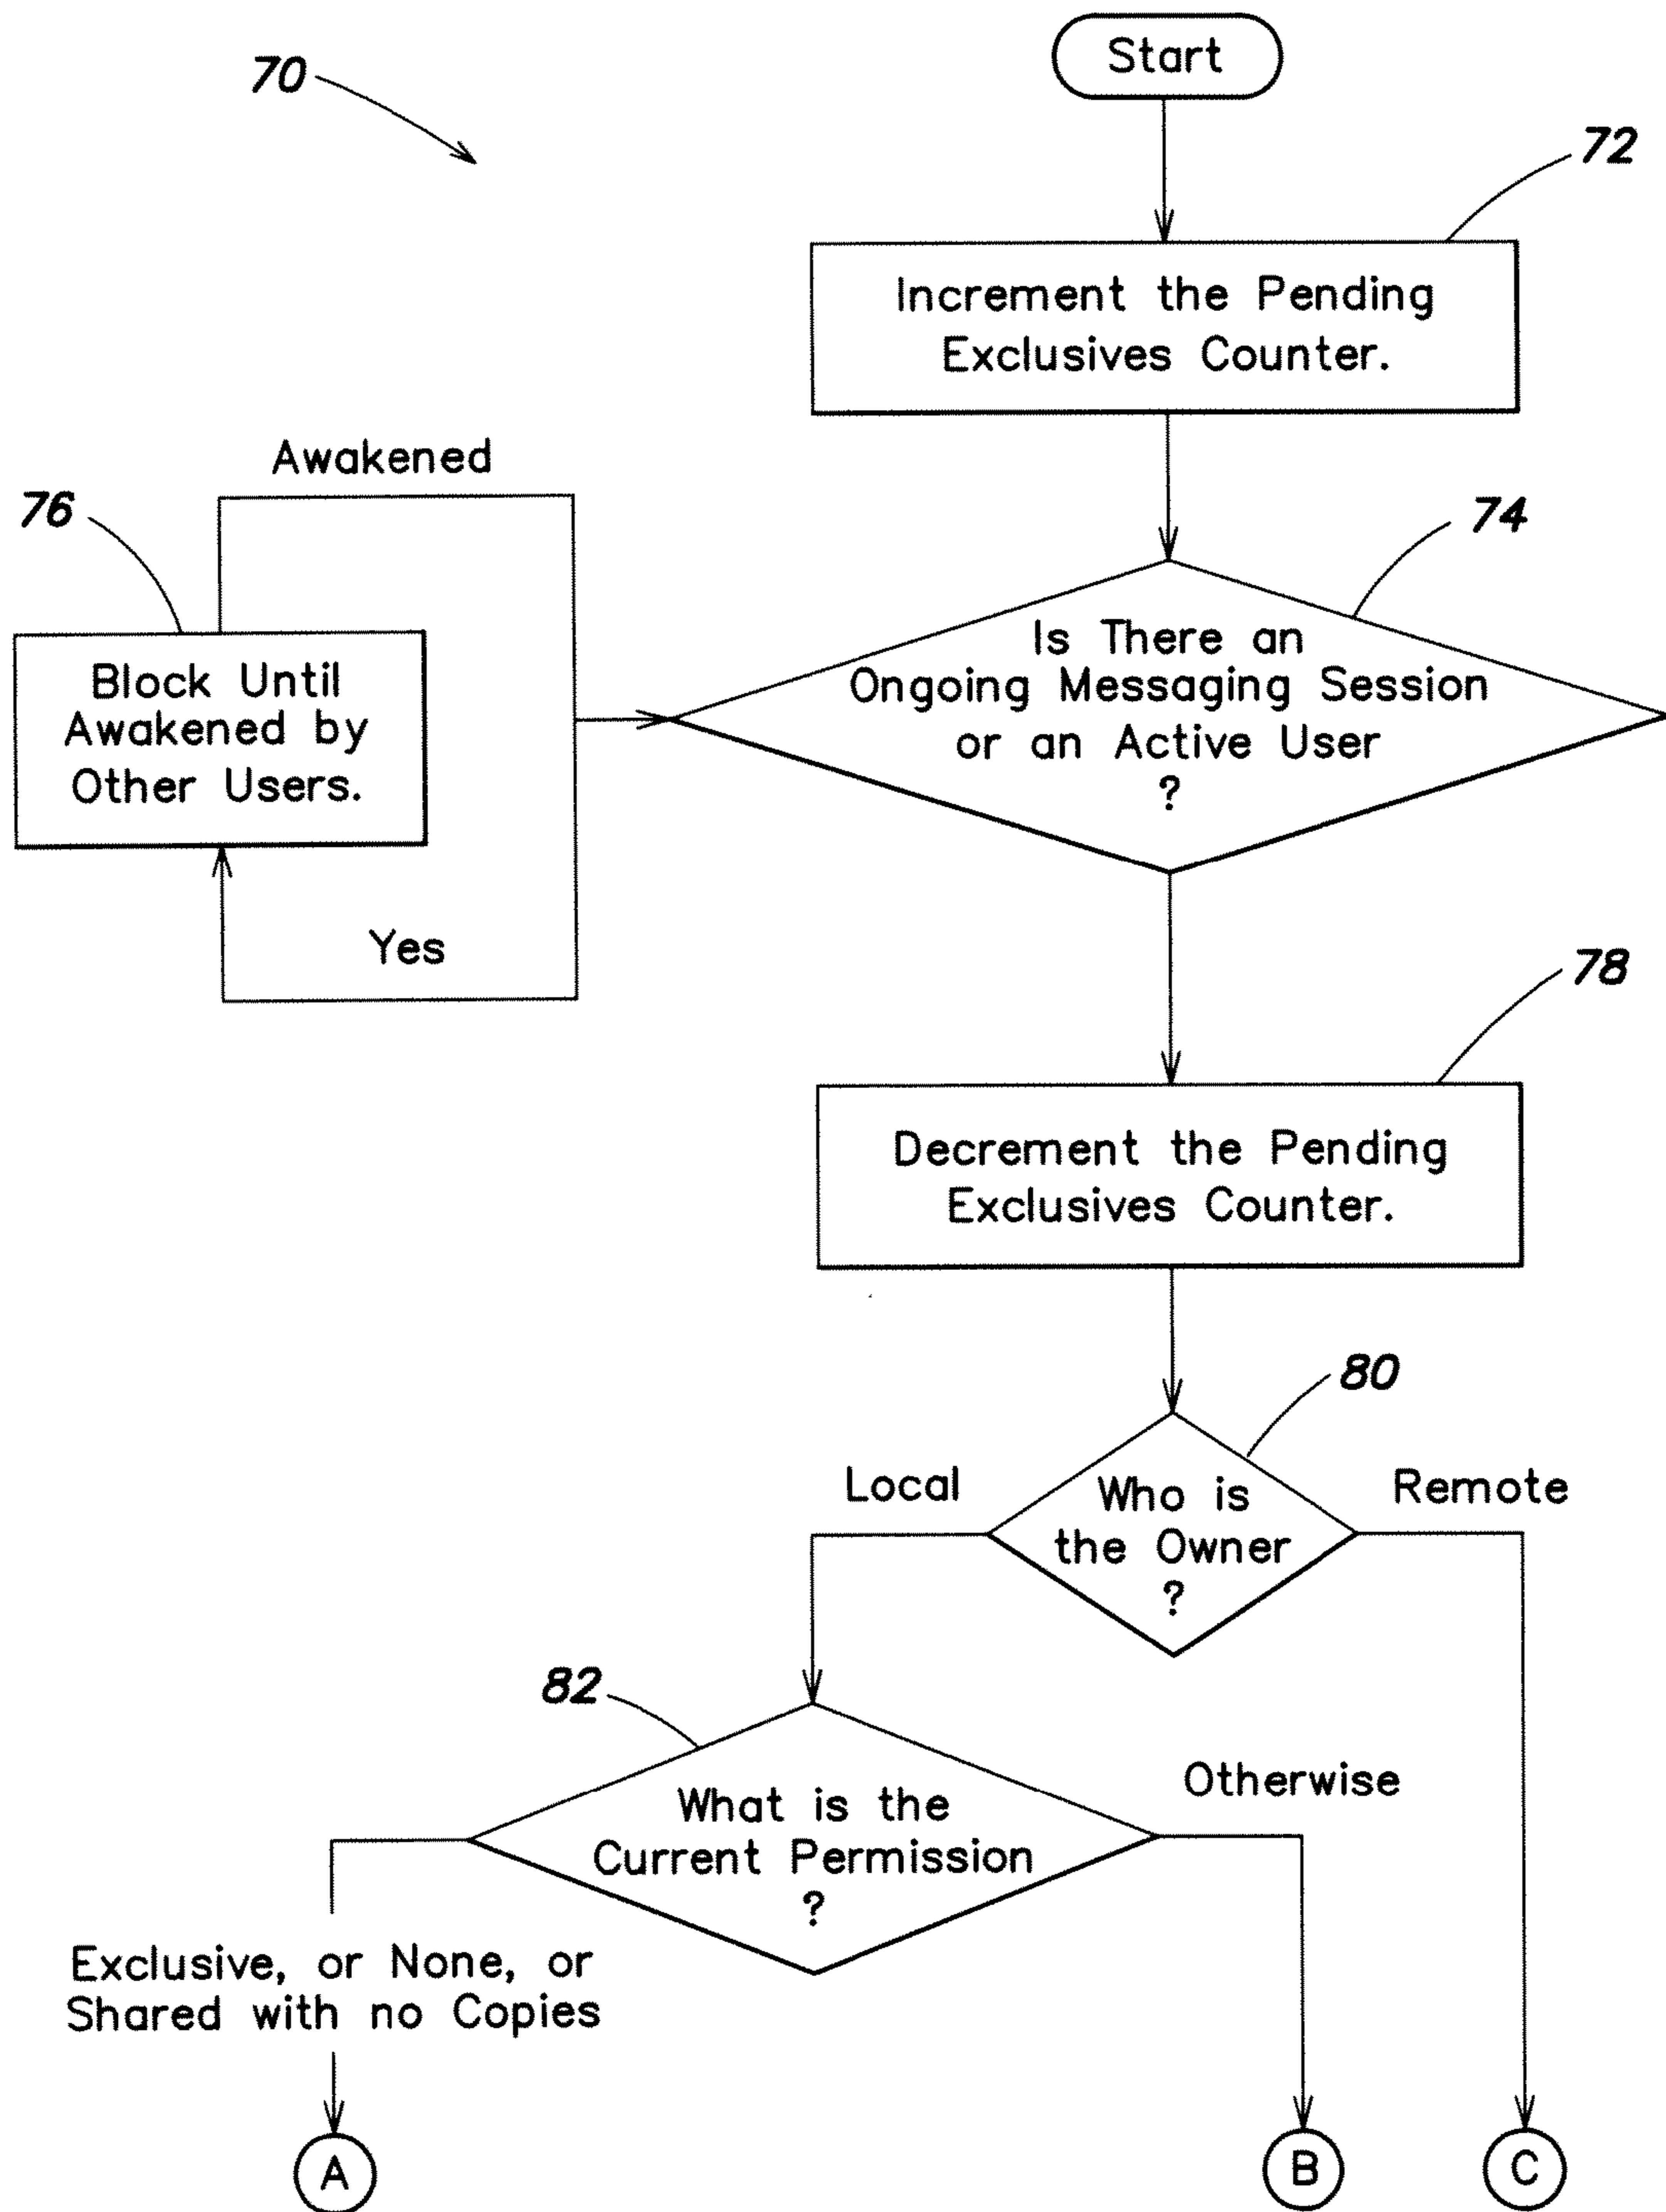 70
Start
72
Increment the Pending
Exclusives Counter.
Awakened
76
74
Block Until
Awakened by
Other Users.
Is There an
Ongoing Messaging Session
or an Active User
?
Yes
78
Decrement the Pending
Exclusives Counter.
80
Local
Who is
the Owner
?
Remote
82
What is the
Current Permission
?
Otherwise
Exclusive, or None, or
Shared with no Copies
A
B
C